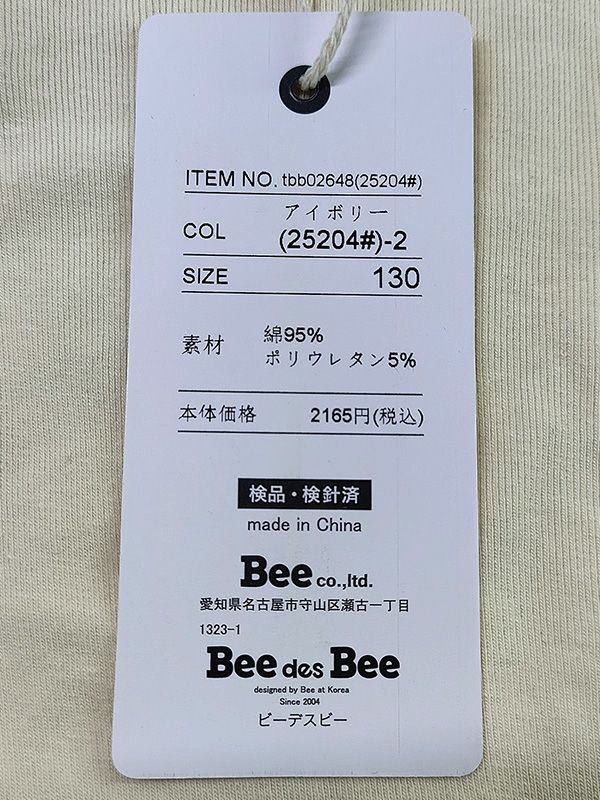 ITEM NO. tbb02648(25204#)
アイボリー
COL (25204#)-2
SIZE 130
素材 綿95%
ポリウレタン5%
本体価格 2165円(税込)
検品・検針済
made in China
Bee co.,ltd.
愛知県名古屋市守山区瀬古一丁目
1323-1
Bee des Bee
designed by Bee at Korea
Since 2004
ビーデスビー